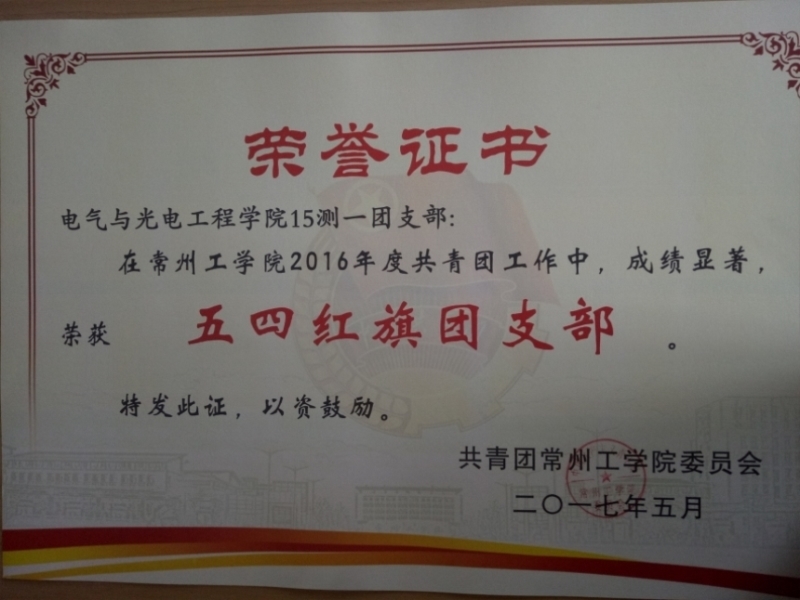 荣誉证书
电气与光电工程学院15测一团支部:
在常州工学院2016年度共青团工作中，成绩显著，
荣获 五四红旗团支部 。
特发此证，以资鼓励。
共青团常州工学院委员会
二〇一七年五月